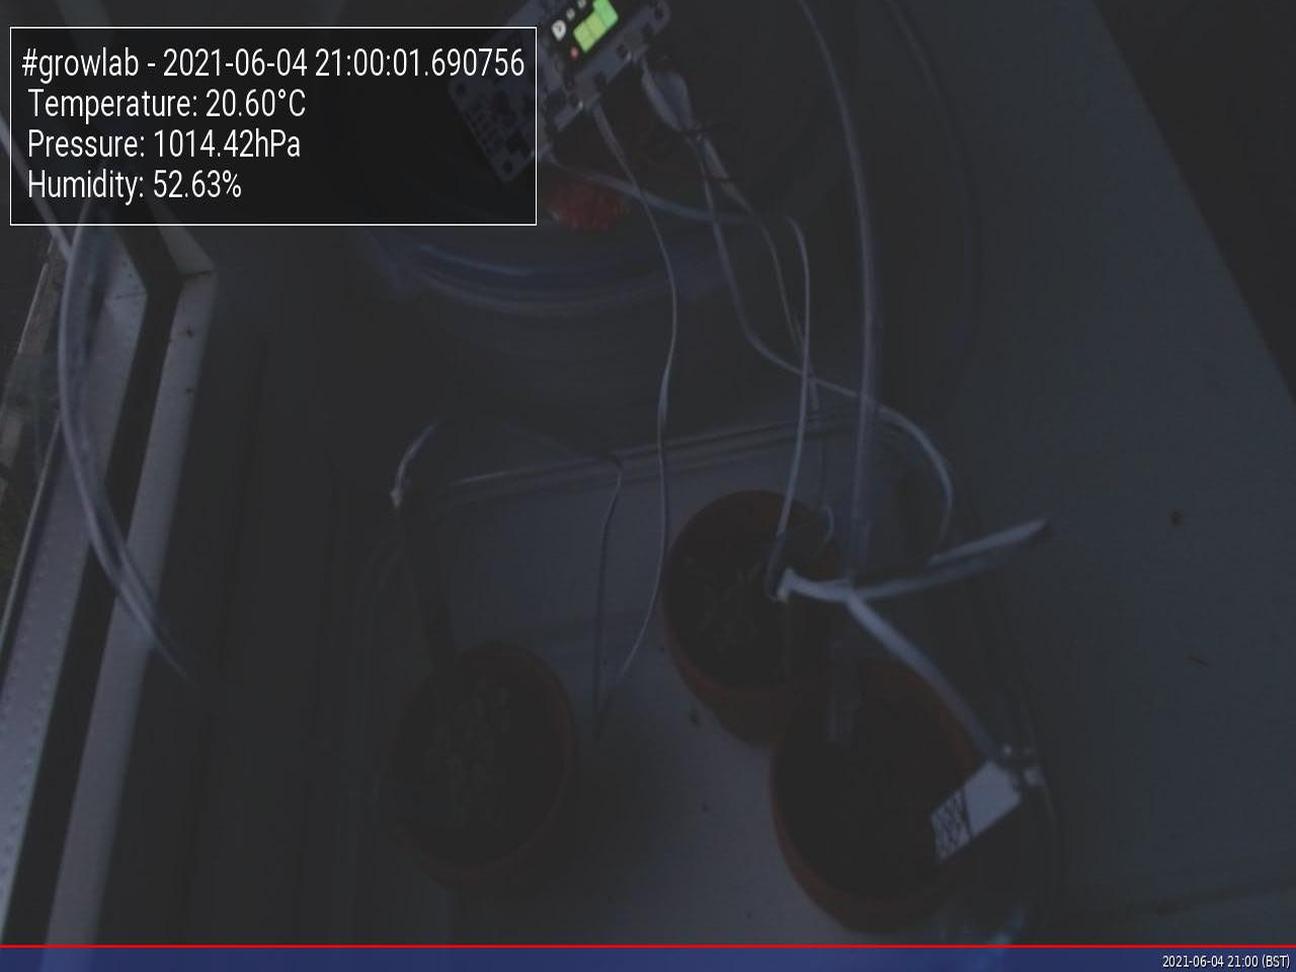 #growlab - 2021-06-04 21:00:01.690756
Temperature: 20.60°C
Pressure: 1014.42hPa
Humidity: 52.63%
2021-06-04 21:00 (BST)